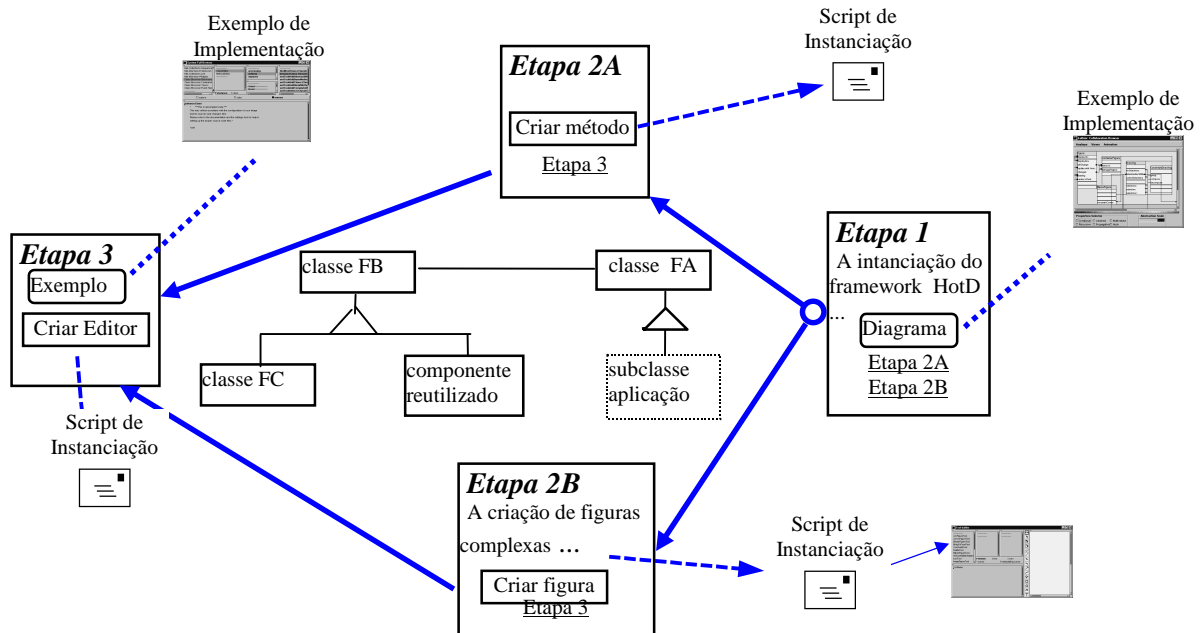 Exemplo de
Implementação
Script de
Instanciação
Etapa 2A
Criar método
Etapa 3
Exemplo de
Implementação
Etapa 1
A intanciação do
framework HotD
...
Diagrama
Etapa 2A
Etapa 2B
Etapa 3
Exemplo
Criar Editor
classe FB
classe FA
classe FC
componente
reutilizado
subclasse
aplicação
Script de
Instanciação
Etapa 2B
A criação de figuras
complexas ...
Criar figura
Etapa 3
Script de
Instanciação